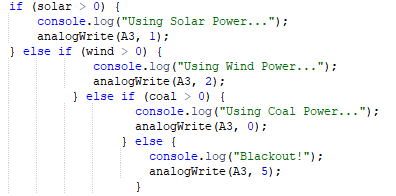 if (solar > 0) {
    console.log("Using Solar Power...");
    analogWrite(A3, 1);
} else if (wind > 0) {
            console.log("Using Wind Power...");
            analogWrite(A3, 2);
         } else if (coal > 0) {
                  console.log("Using Coal Power...");
                  analogWrite(A3, 0);
                } else {
                    console.log("Blackout!");
                    analogWrite(A3, 5);
                  }